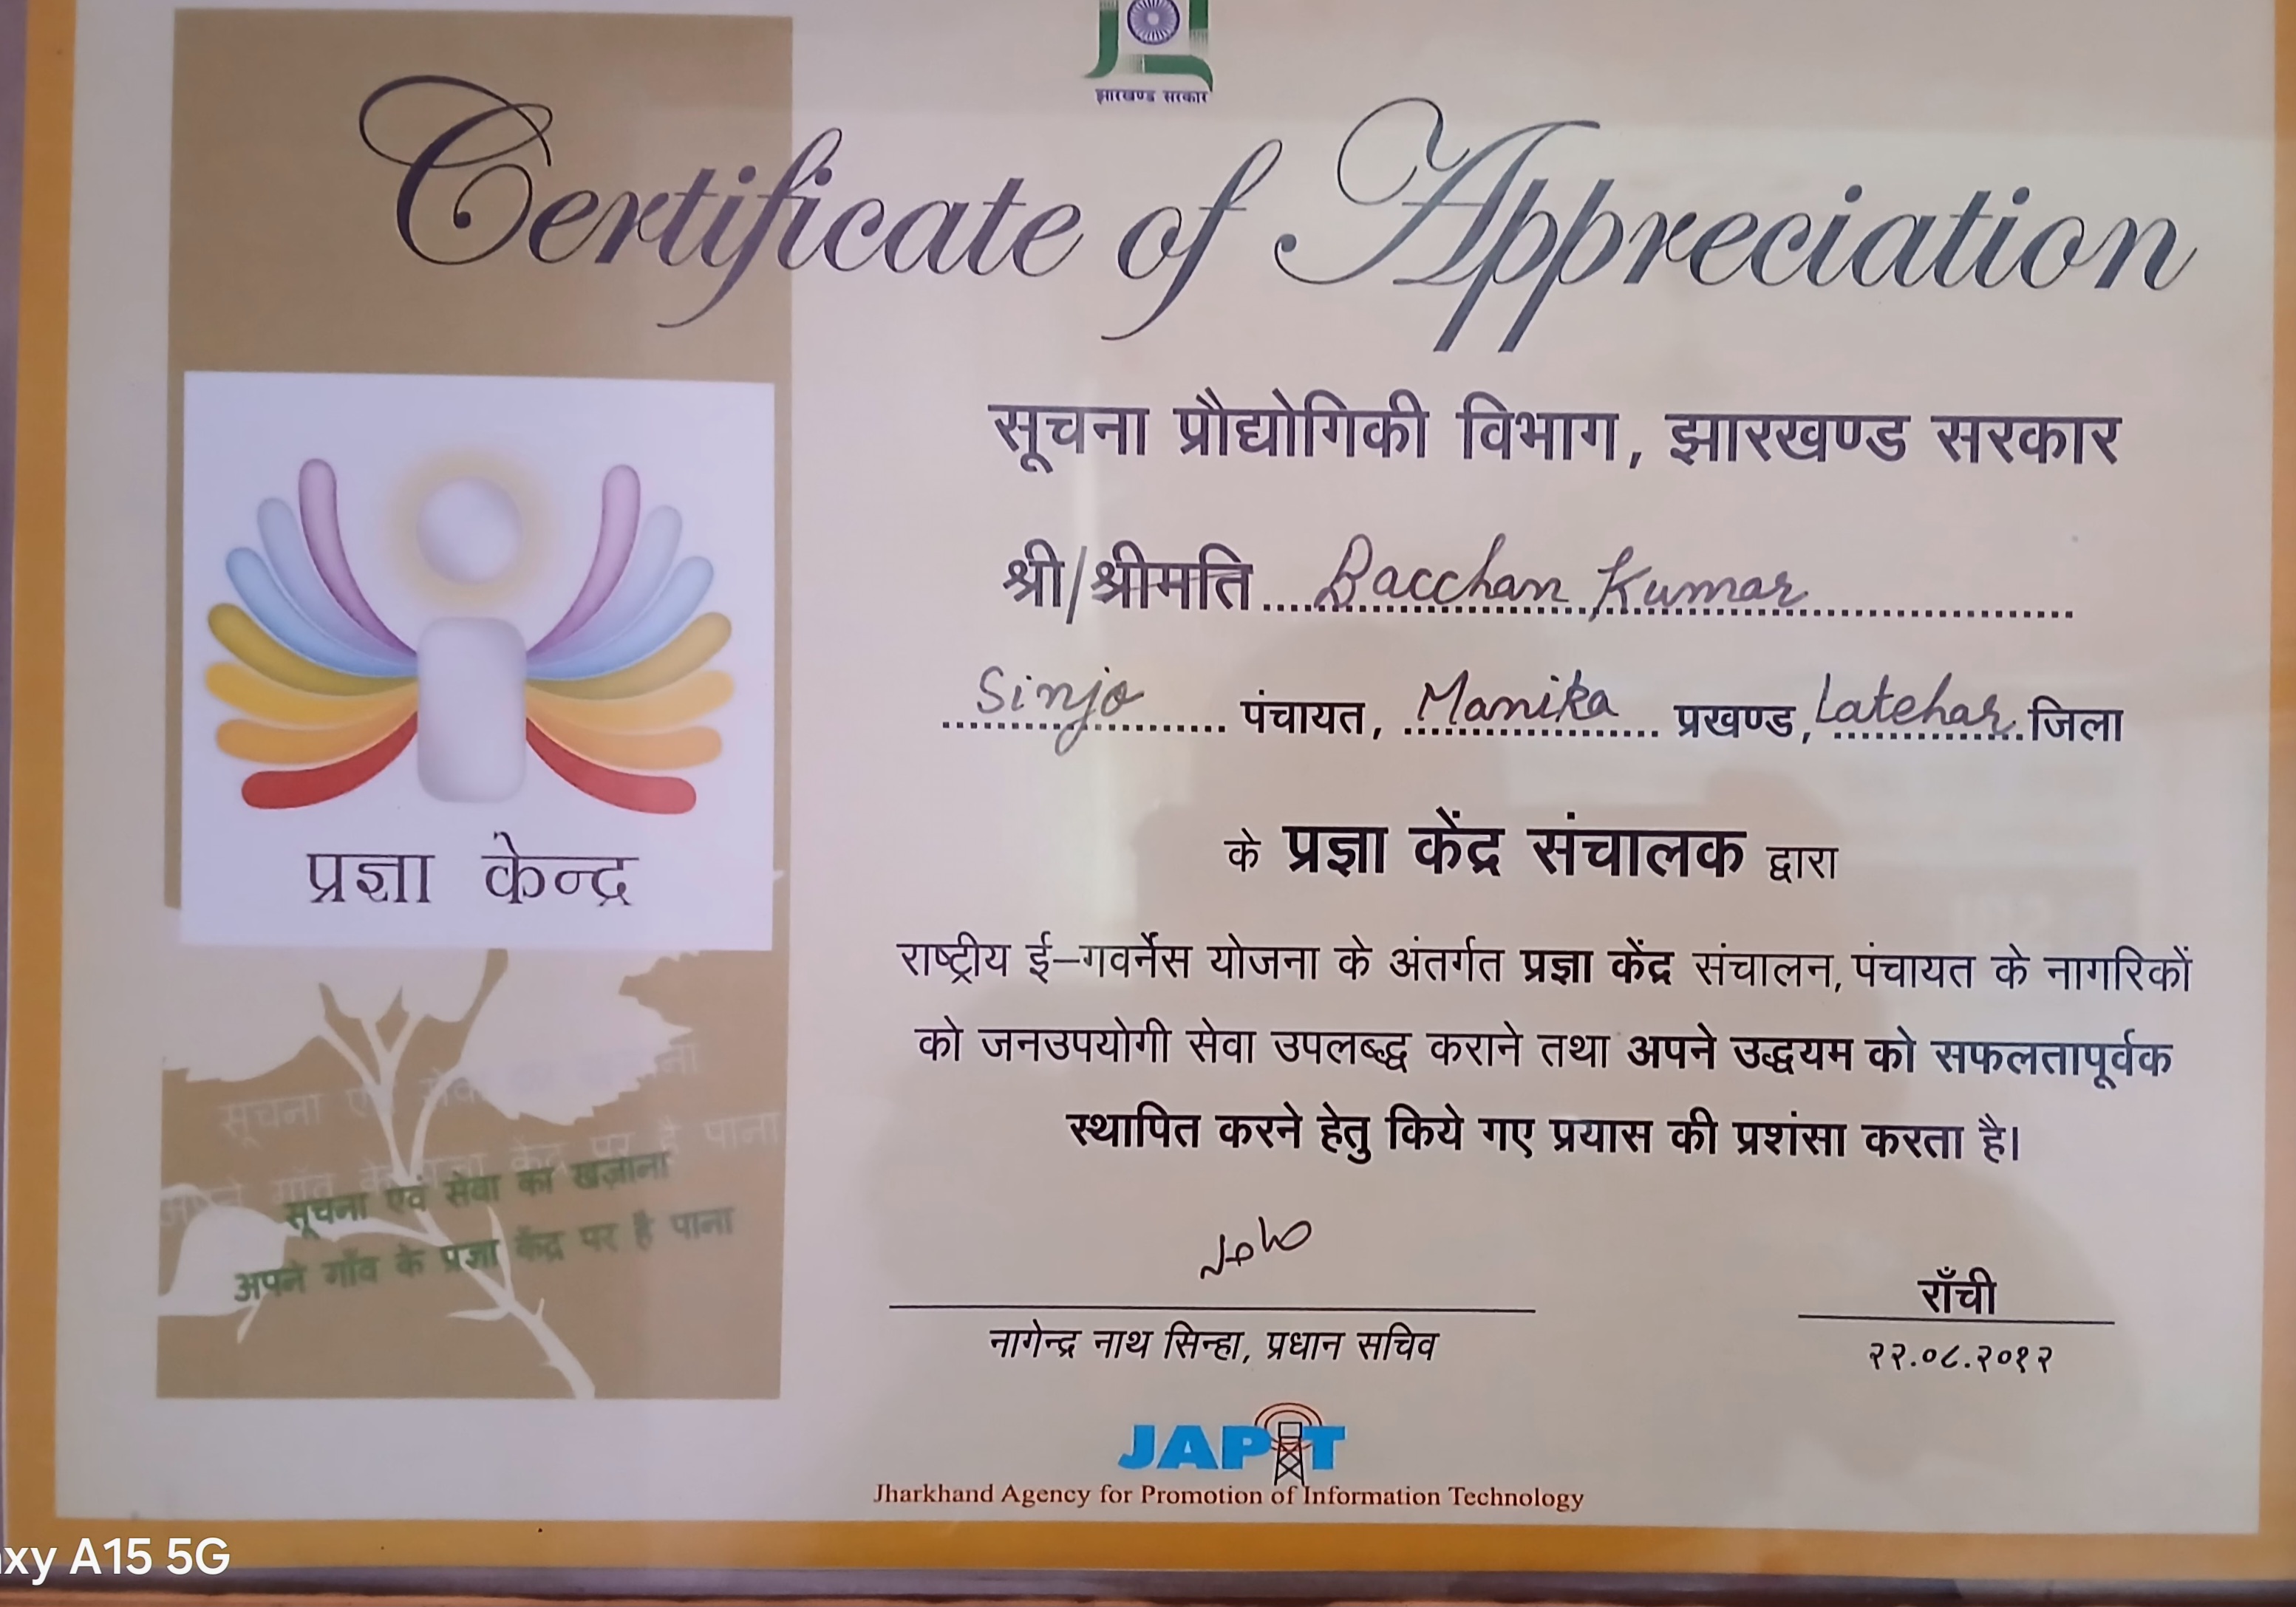 झारखण्ड सरकार
Certificate of Appreciation
सूचना प्रौद्योगिकी विभाग, झारखण्ड सरकार
श्री/श्रीमति Bacchan Kumar
Sinjo पंचायत, Manika प्रखण्ड, Latehar जिला
के प्रज्ञा केंद्र संचालक द्वारा
राष्ट्रीय ई–गवर्नेस योजना के अंतर्गत प्रज्ञा केंद्र संचालन, पंचायत के नागरिकों
को जनउपयोगी सेवा उपलब्द्ध कराने तथा अपने उद्धयम को सफलतापूर्वक
स्थापित करने हेतु किये गए प्रयास की प्रशंसा करता है।
नागेन्द्र नाथ सिन्हा, प्रधान सचिव
राँची
२२.०८.२०१२
JAPIT
Jharkhand Agency for Promotion of Information Technology
प्रज्ञा केन्द्र
सूचना एवं सेवा का खज़ाना
अपने गाँव के प्रज्ञा केंद्र पर है पाना
A15 5G